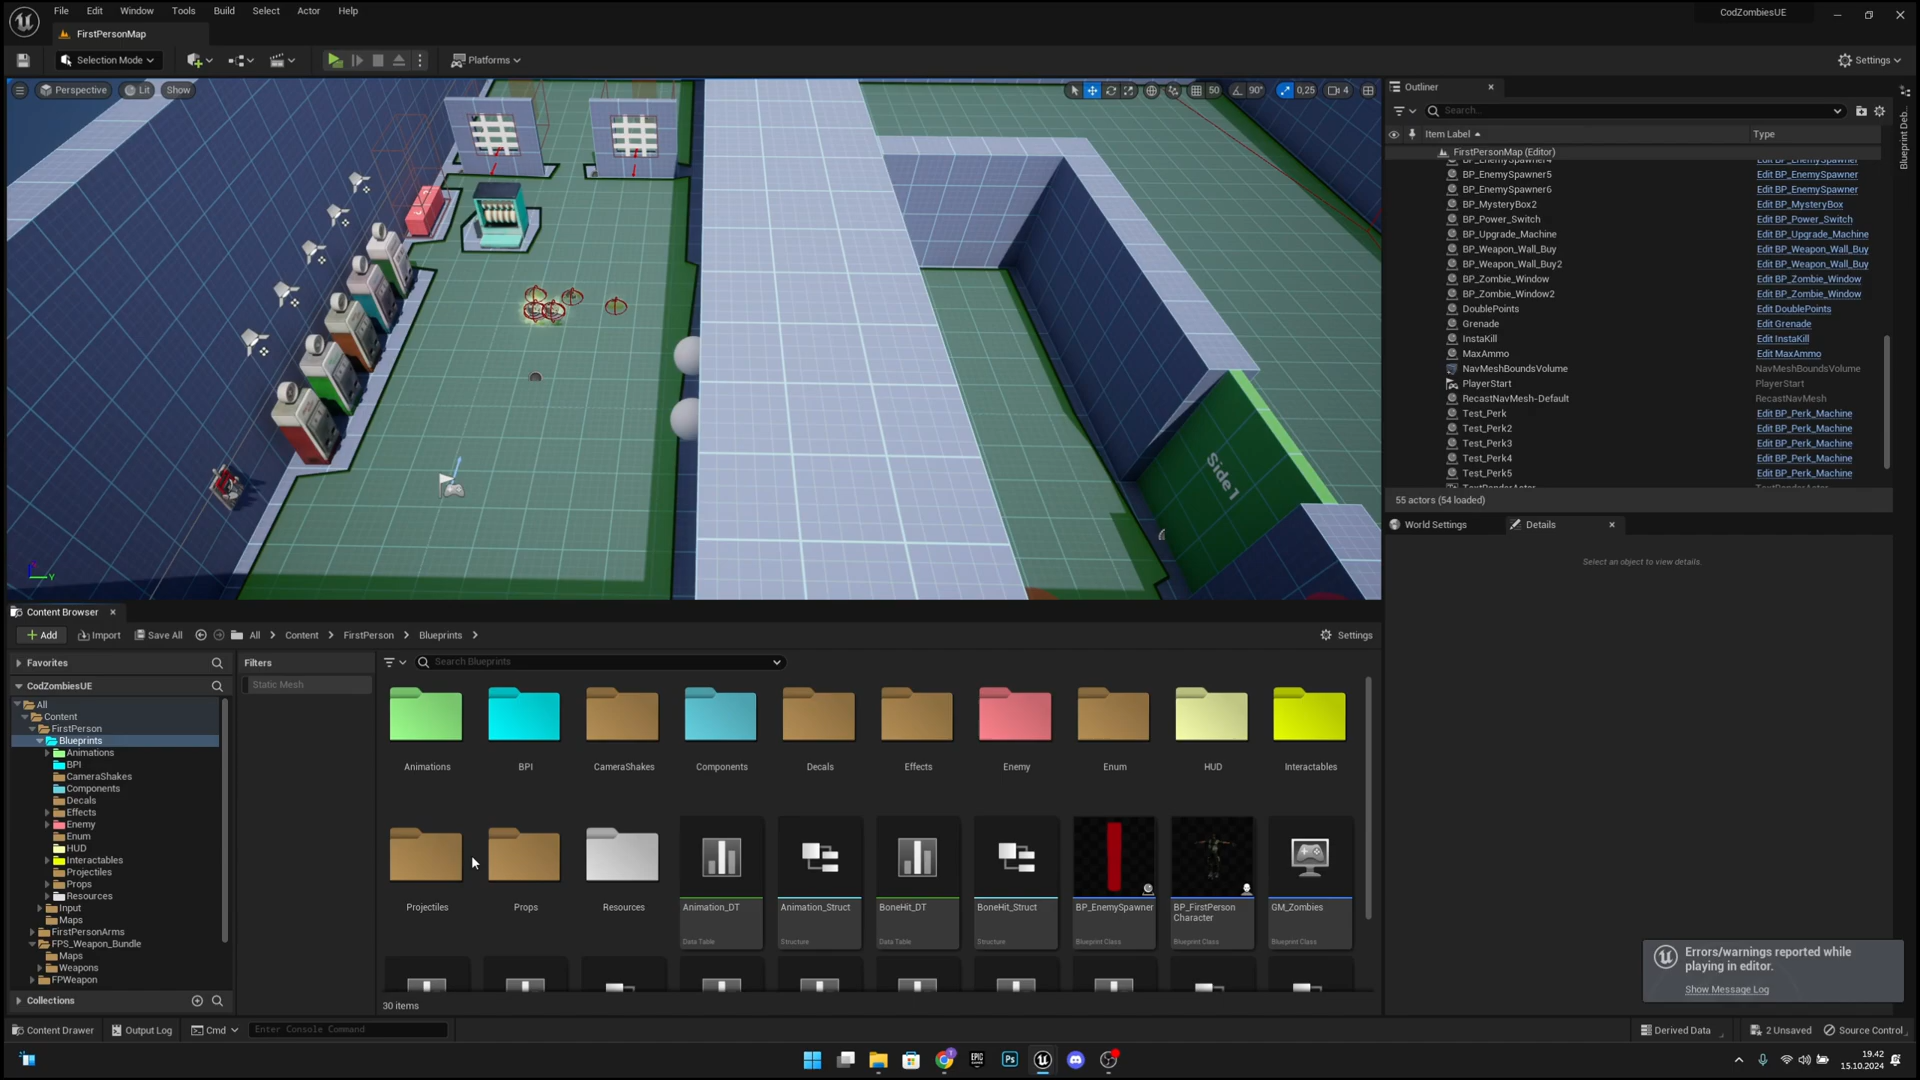 File Edit Window Tools Build Select Actor Help
CodZombiesUE
FirstPersonMap
Selection Mode
Platforms
Settings
Perspective Lit Show
50 90° 0,25 4
Side1
Outliner
Search...
Item Label Type
FirstPersonMap (Editor)
BP_EnemySpawner4 Edit BP_EnemySpawner
BP_EnemySpawner5 Edit BP_EnemySpawner
BP_EnemySpawner6 Edit BP_EnemySpawner
BP_MysteryBox2 Edit BP_MysteryBox
BP_Power_Switch Edit BP_Power_Switch
BP_Upgrade_Machine Edit BP_Upgrade_Machine
BP_Weapon_Wall_Buy Edit BP_Weapon_Wall_Buy
BP_Weapon_Wall_Buy2 Edit BP_Weapon_Wall_Buy
BP_Zombie_Window Edit BP_Zombie_Window
BP_Zombie_Window2 Edit BP_Zombie_Window
DoublePoints Edit DoublePoints
Grenade Edit Grenade
InstaKill Edit InstaKill
MaxAmmo Edit MaxAmmo
NavMeshBoundsVolume NavMeshBoundsVolume
PlayerStart PlayerStart
RecastNavMesh-Default RecastNavMesh
Test_Perk Edit BP_Perk_Machine
Test_Perk2 Edit BP_Perk_Machine
Test_Perk3 Edit BP_Perk_Machine
Test_Perk4 Edit BP_Perk_Machine
Test_Perk5 Edit BP_Perk_Machine
55 actors (54 loaded)
Blueprint Deb..
World Settings Details
Select an object to view details.
Content Browser
Add Import Save All All Content FirstPerson Blueprints
Settings
Favorites
CodZombiesUE
All
Content
FirstPerson
Blueprints
Animations
BPI
CameraShakes
Components
Decals
Effects
Enemy
Enum
HUD
Interactables
Projectiles
Props
Resources
Input
Maps
FirstPersonArms
FPS_Weapon_Bundle
Maps
Weapons
FPWeapon
Collections
Filters
Static Mesh
Search Blueprints
Animations BPI CameraShakes Components Decals Effects Enemy Enum HUD Interactables
Projectiles Props Resources
Animation_DT Animation_Struct BoneHit_DT BoneHit_Struct BP_EnemySpawner BP_FirstPerson GM_Zombies
Character
Data Table Structure Data Table Structure Blueprint Class Blueprint Class Blueprint Class
30 items
Errors/warnings reported while
playing in editor.
Show Message Log
Content Drawer Output Log Cmd Enter Console Command
Derived Data 2 Unsaved Source Control
EPIC
Ps
19.42
15.10.2024